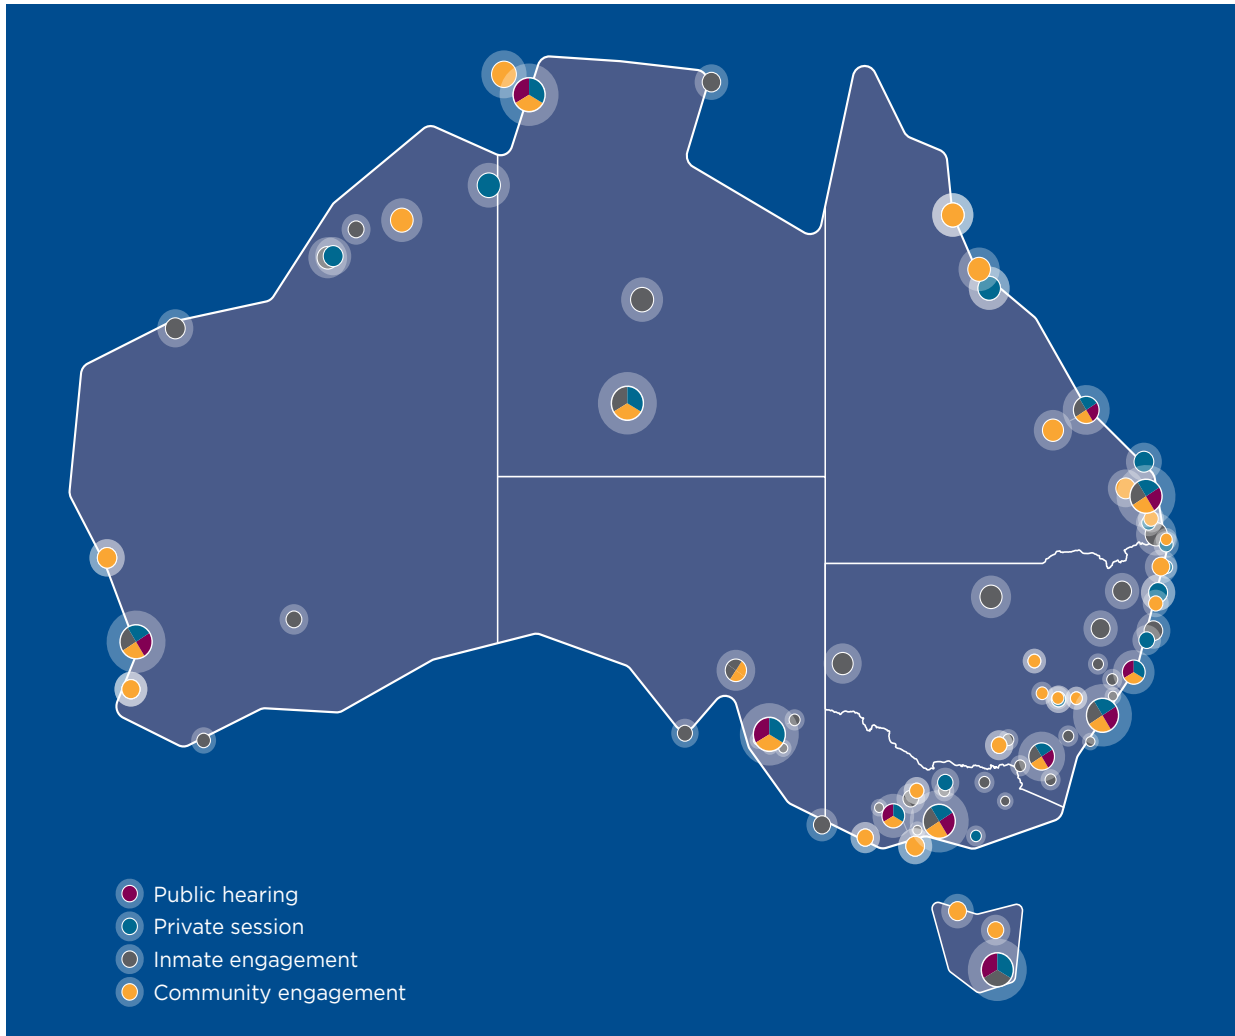 Public hearing
Private session
Inmate engagement
Community engagement